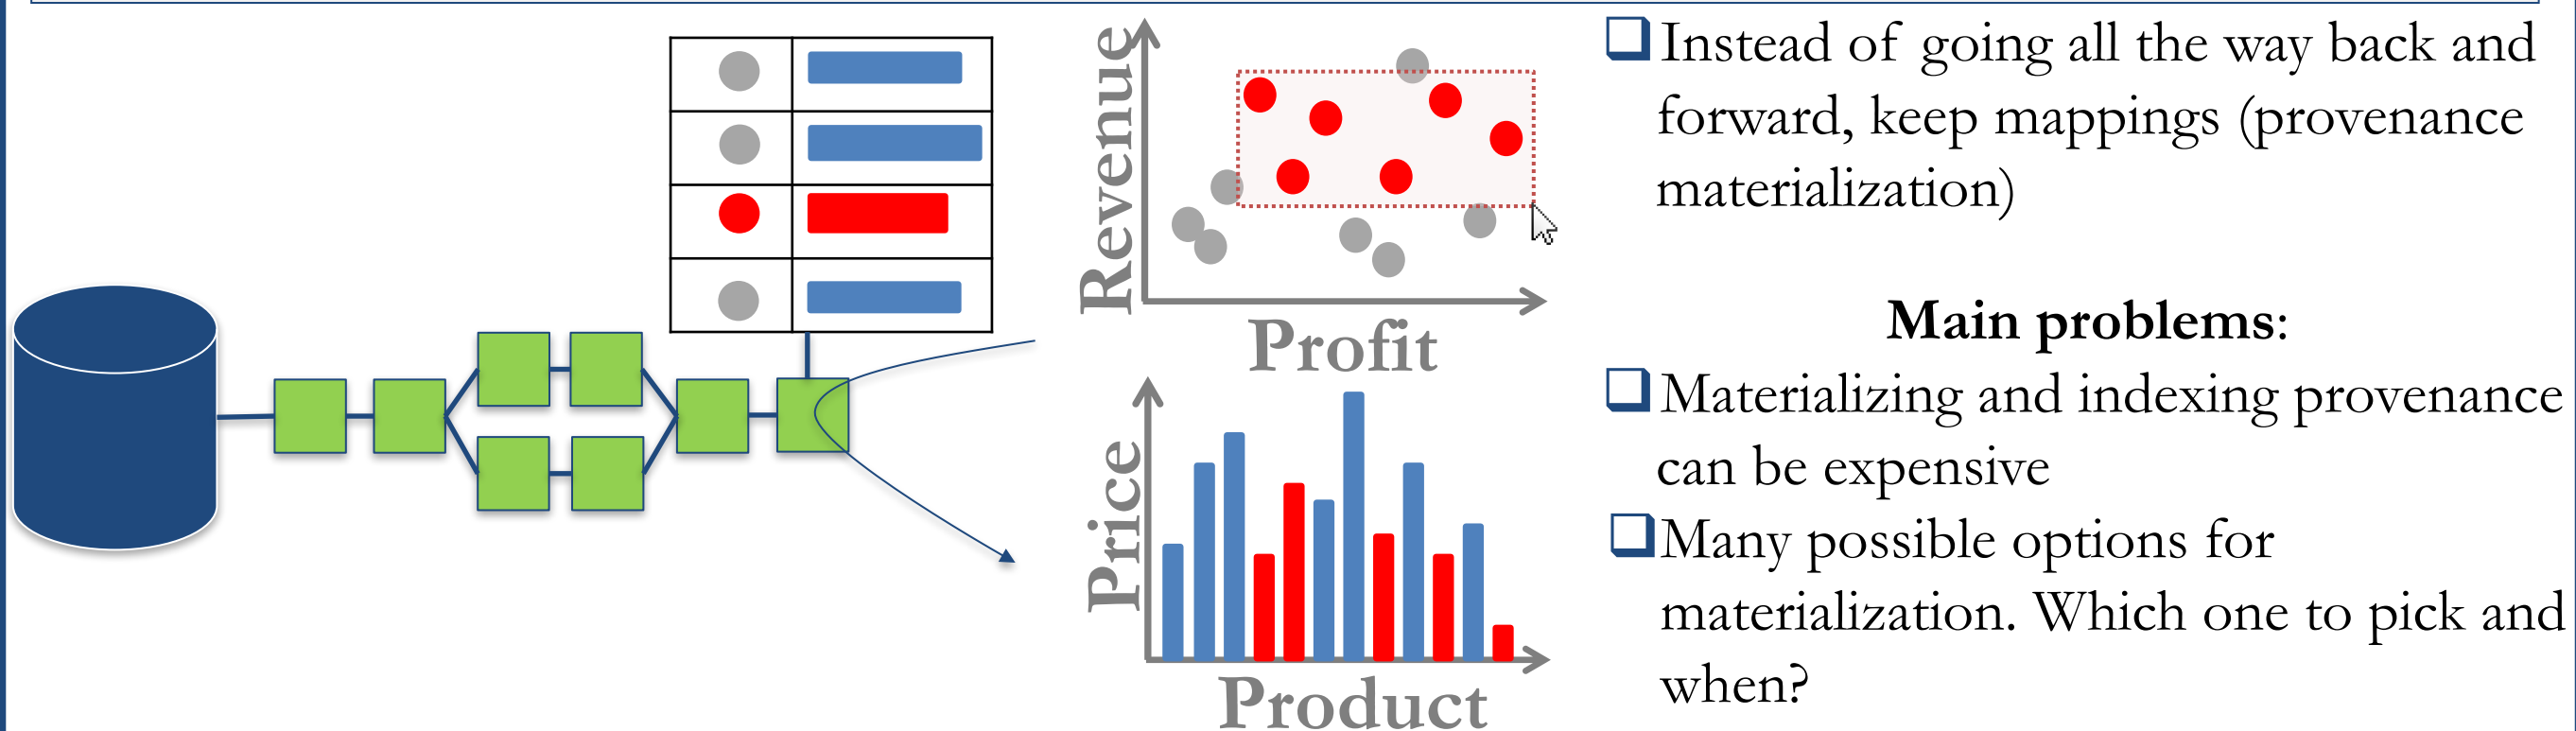 Revenue
Profit
Price
Product
Instead of going all the way back and
forward, keep mappings (provenance
materialization)
Main problems:
Materializing and indexing provenance
can be expensive
Many possible options for
materialization. Which one to pick and
when?